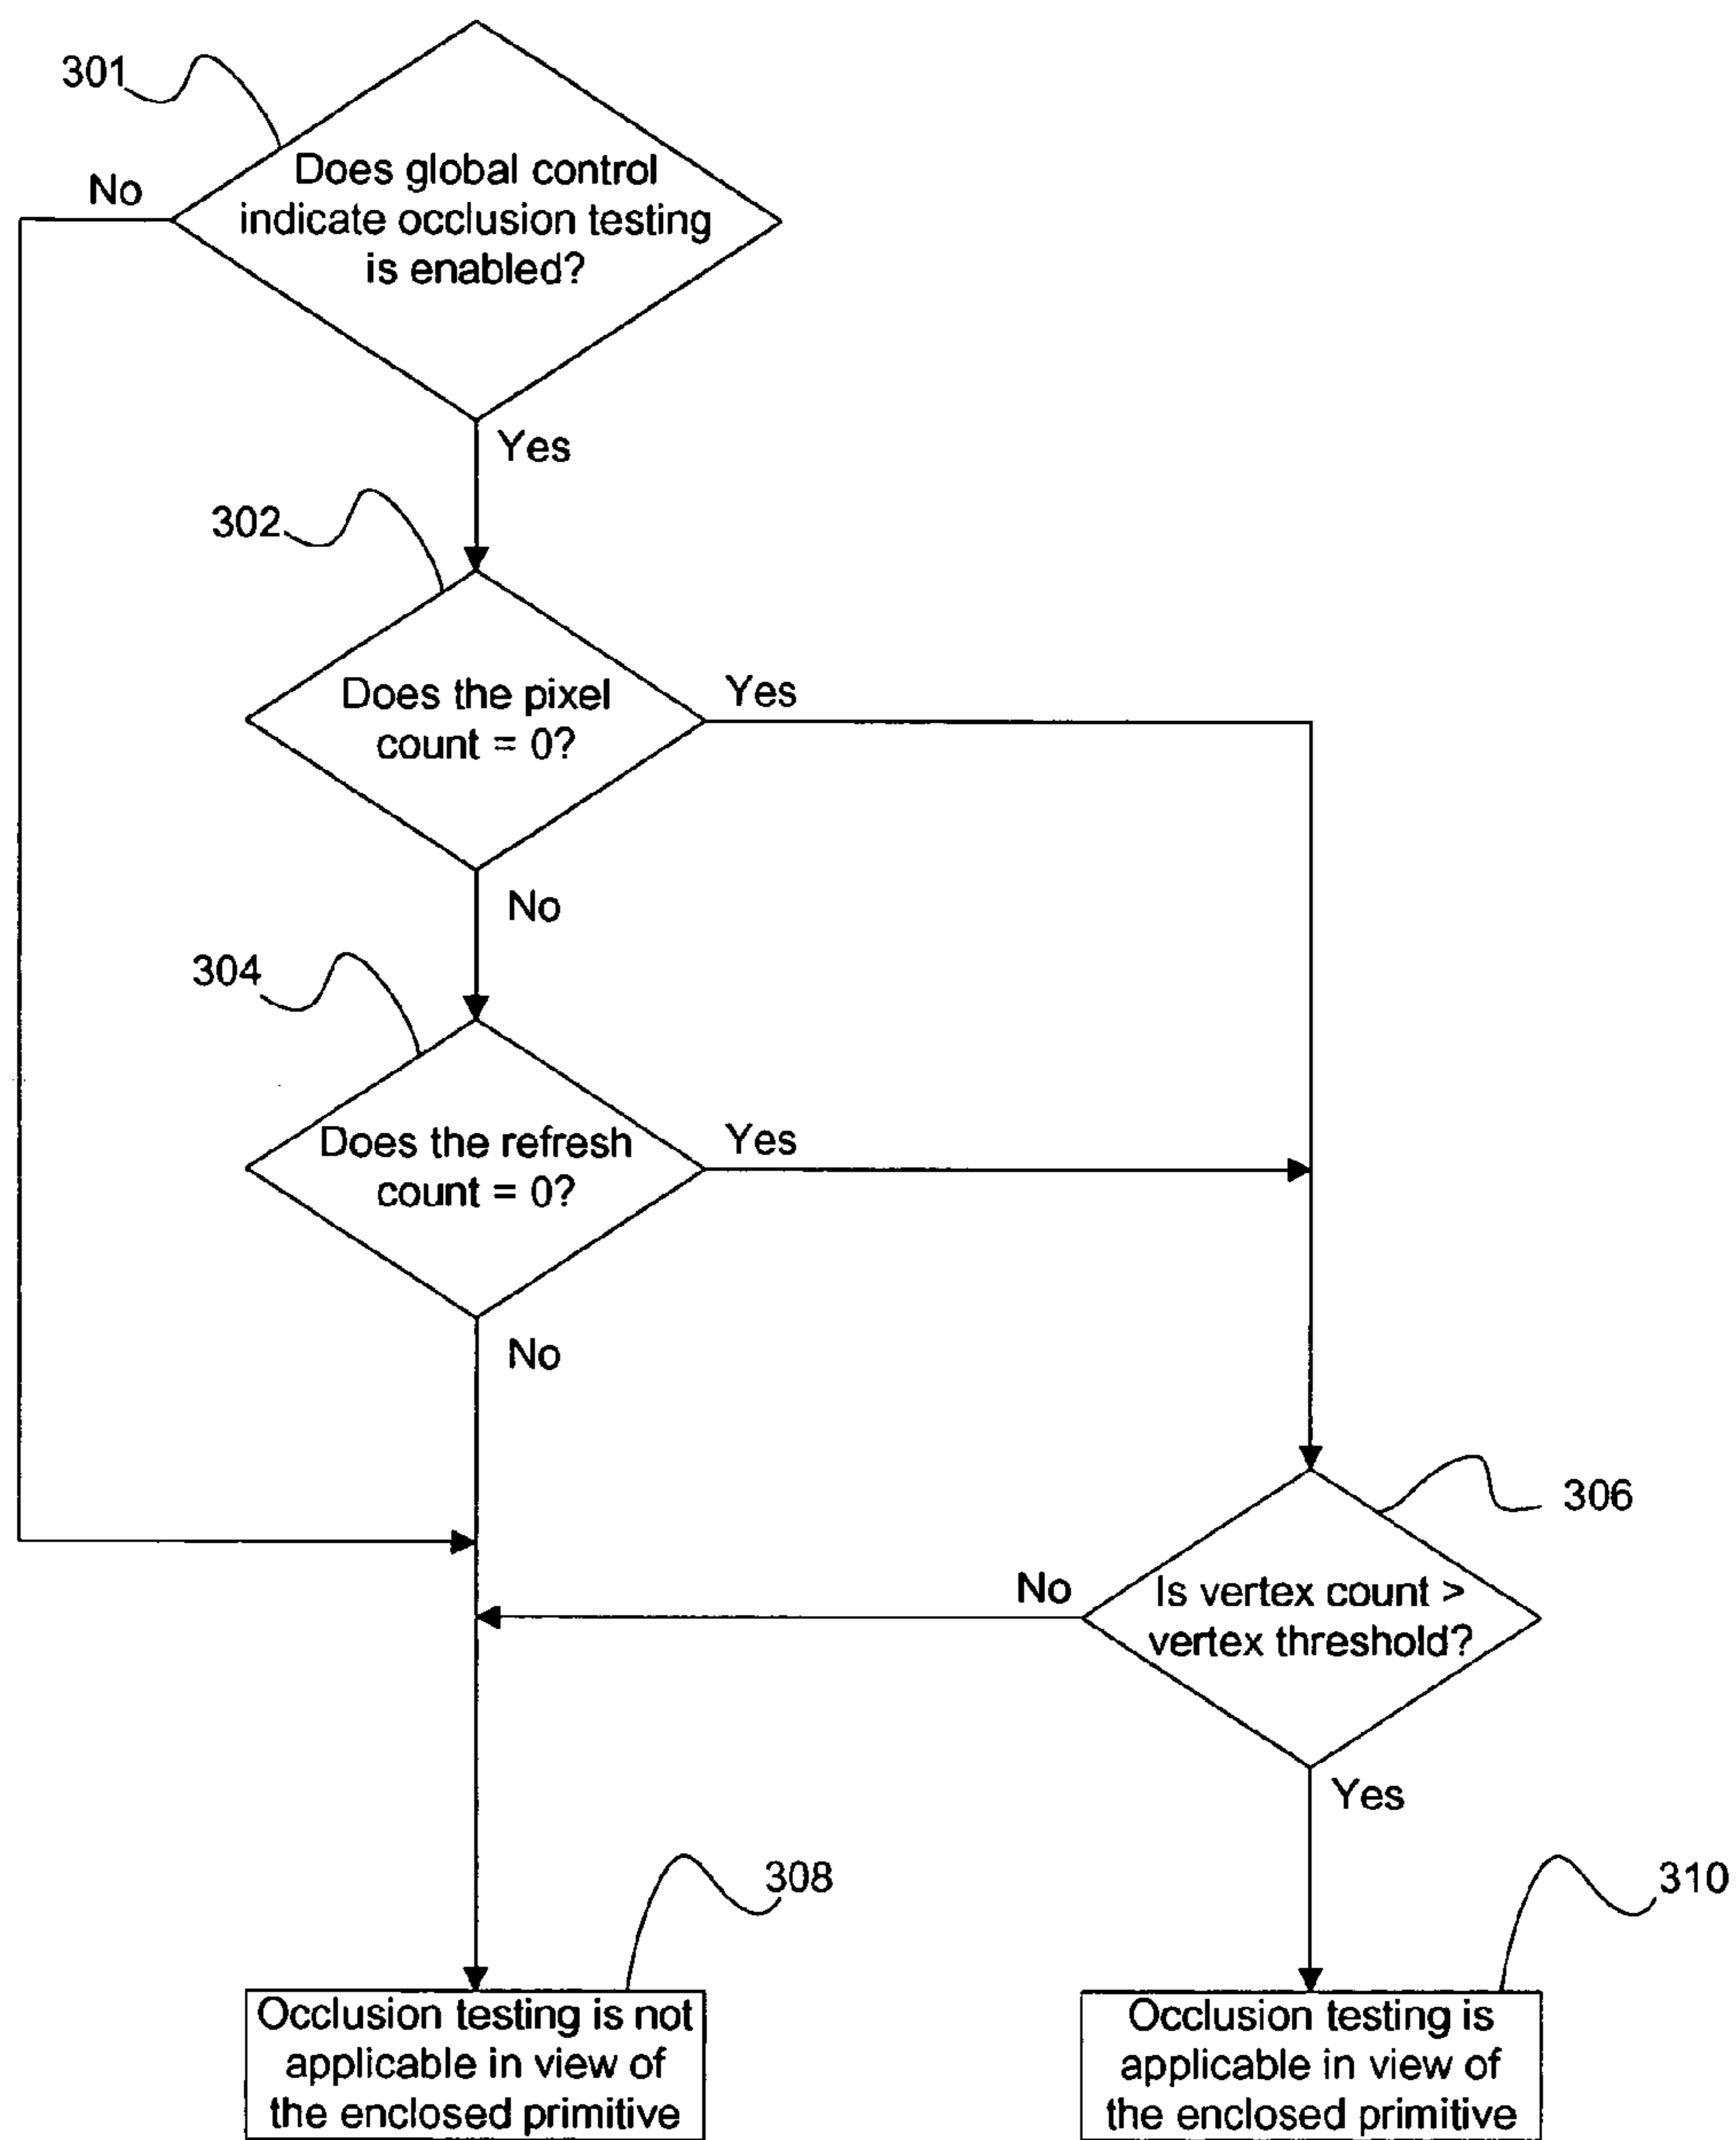 301
Does global control
indicate occlusion testing
is enabled?
No
Yes
302
Does the pixel
count = 0?
Yes
No
304
Does the refresh
count = 0?
Yes
No
306
Is vertex count >
vertex threshold?
No
Yes
308
Occlusion testing is not
applicable in view of
the enclosed primitive
310
Occlusion testing is
applicable in view of
the enclosed primitive